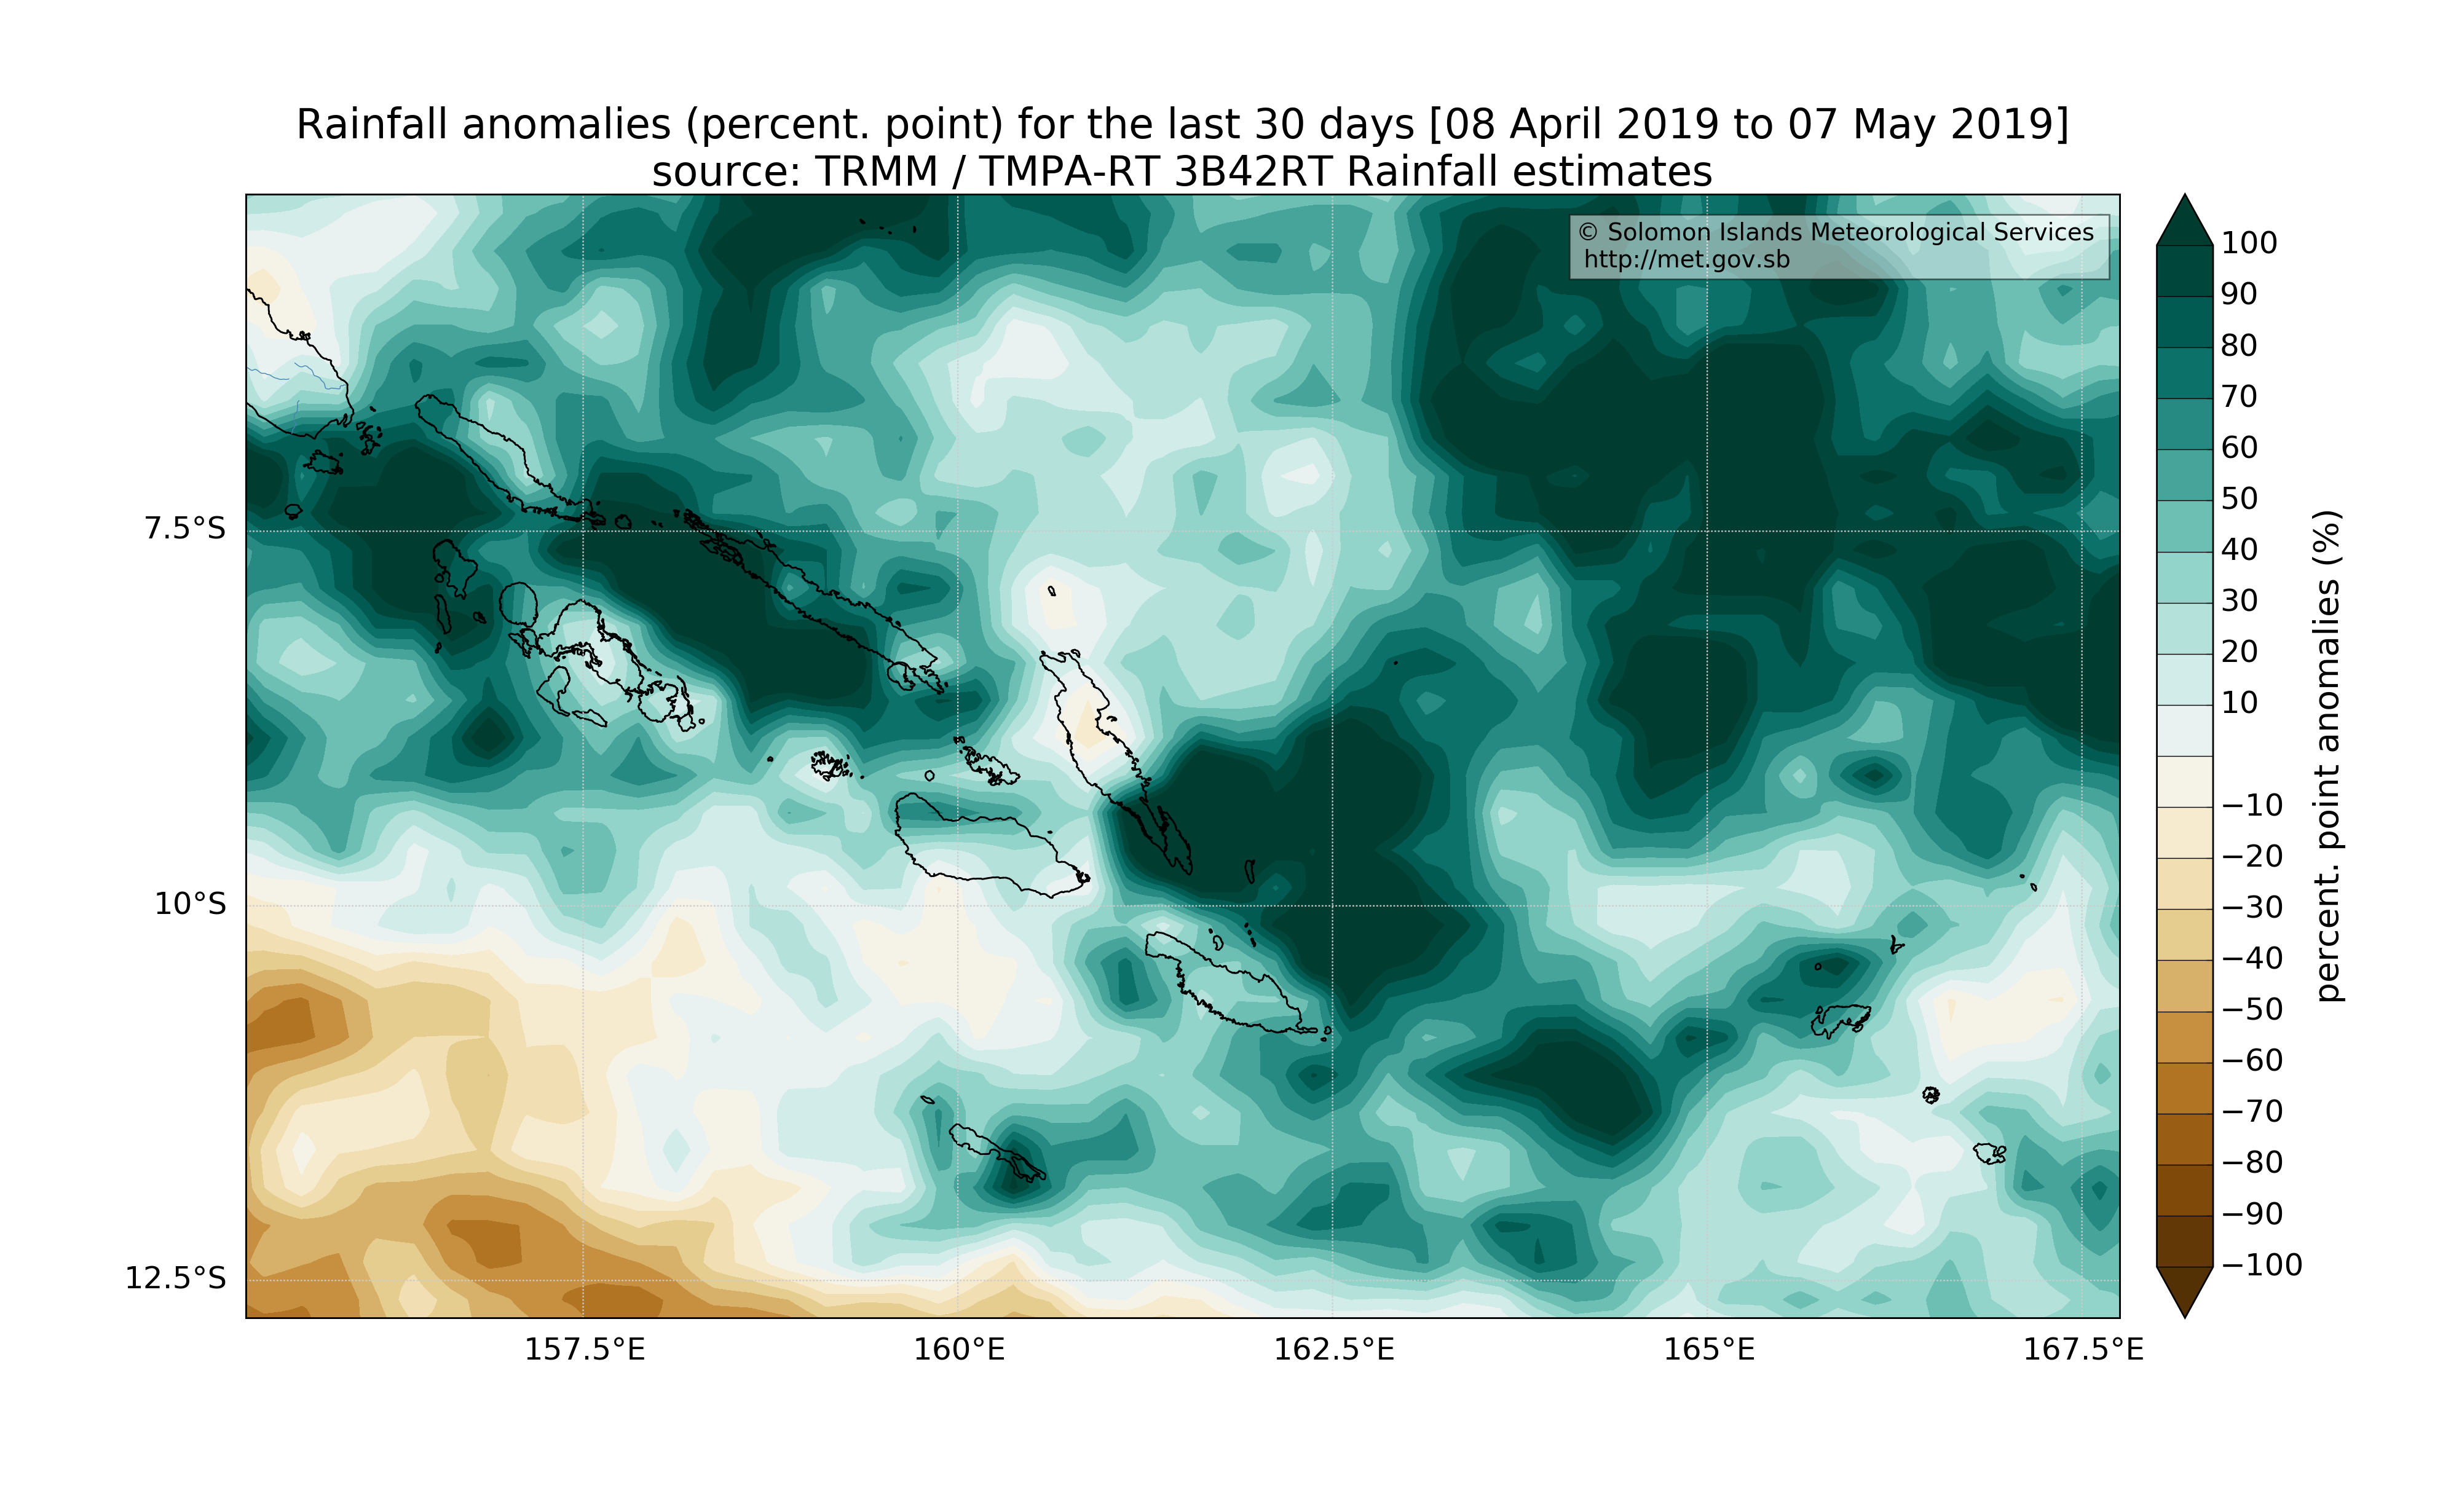 Rainfall anomalies (percent. point) for the last 30 days [08 April 2019 to 07 May 2019]
source: TRMM / TMPA-RT 3B42RT Rainfall estimates
© Solomon Islands Meteorological Services
http://met.gov.sb
7.5°S
10°S
12.5°S
157.5°E
160°E
162.5°E
165°E
167.5°E
100
90
80
70
60
50
40
30
20
10
−10
−20
−30
−40
−50
−60
−70
−80
−90
−100
percent. point anomalies (%)